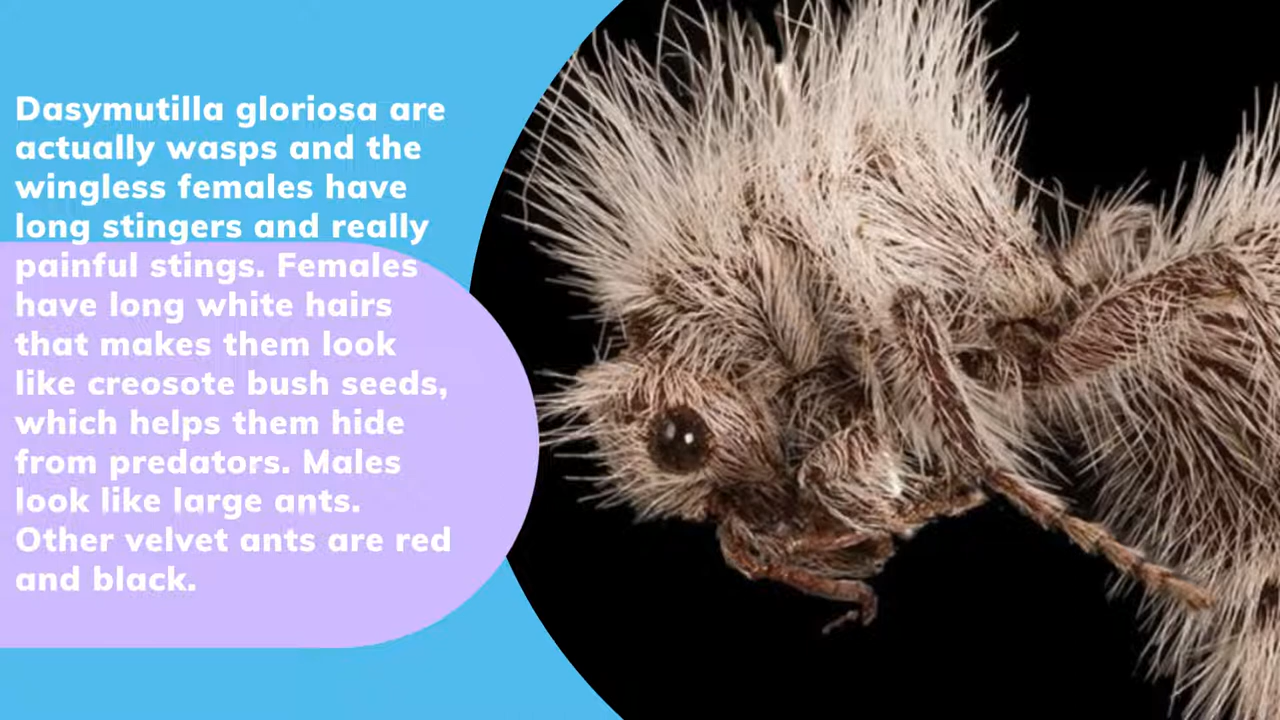 Dasymutilla gloriosa are
actually wasps and the
wingless females have
long stingers and really
painful stings. Females
have long white hairs
that makes them look
like creosote bush seeds,
which helps them hide
from predators. Males
look like large ants.
Other velvet ants are red
and black.